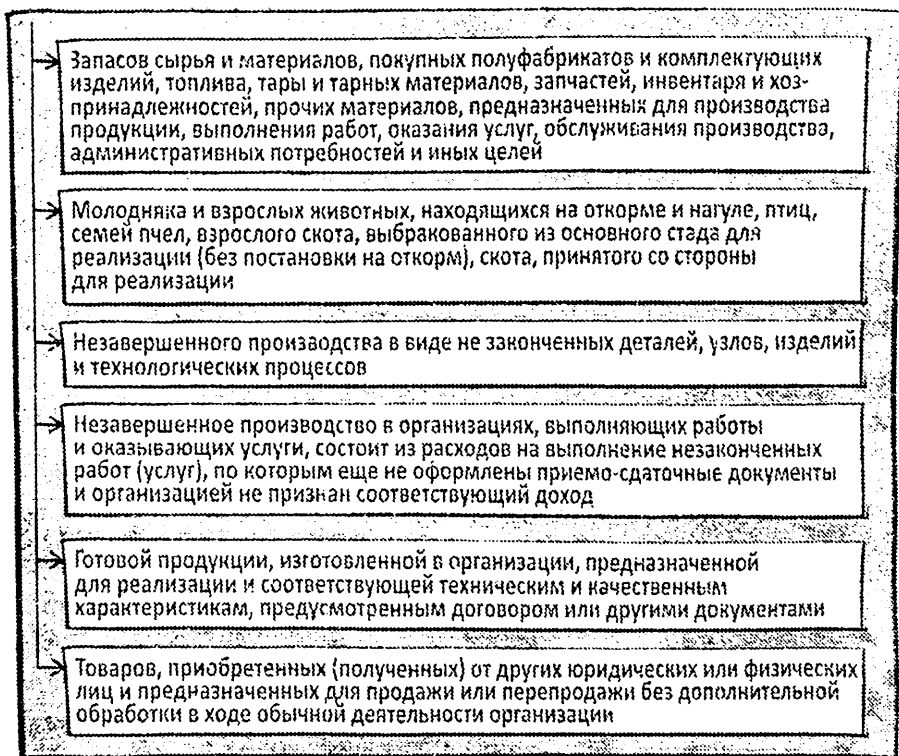 Запасов сырья и материалов, покупных полуфабрикатов и комплектующих
изделий, топлива, тары и тарных материалов, запчастей, инвентаря и хоз-
принадлежностей, прочих материалов, предназначенных для производства
продукции, выполнения работ, оказания услуг, обслуживания производства,
административных потребностей и иных целей
Молодняка и взрослых животных, находящихся на откорме и нагуле, птиц,
семей пчел, взрослого скота, выбракованного из основного стада для
реализации (без постановки на откорм), скота, принятого со стороны
для реализации
Незавершенного производства в виде не законченных деталей, узлов, изделий
и технологических процессов
Незавершенное производство в организациях, выполняющих работы
и оказывающих услуги, состоит из расходов на выполнение незаконченных
работ (услуг), по которым еще не оформлены приемо-сдаточные документы
и организацией не признан соответствующий доход
Готовой продукции, изготовленной в организации, предназначенной
для реализации и соответствующей техническим и качественным
характеристикам, предусмотренным договором или другими документами
Товаров, приобретенных (полученных) от других юридических или физических
лиц и предназначенных для продажи или перепродажи без дополнительной
обработки в ходе обычной деятельности организации